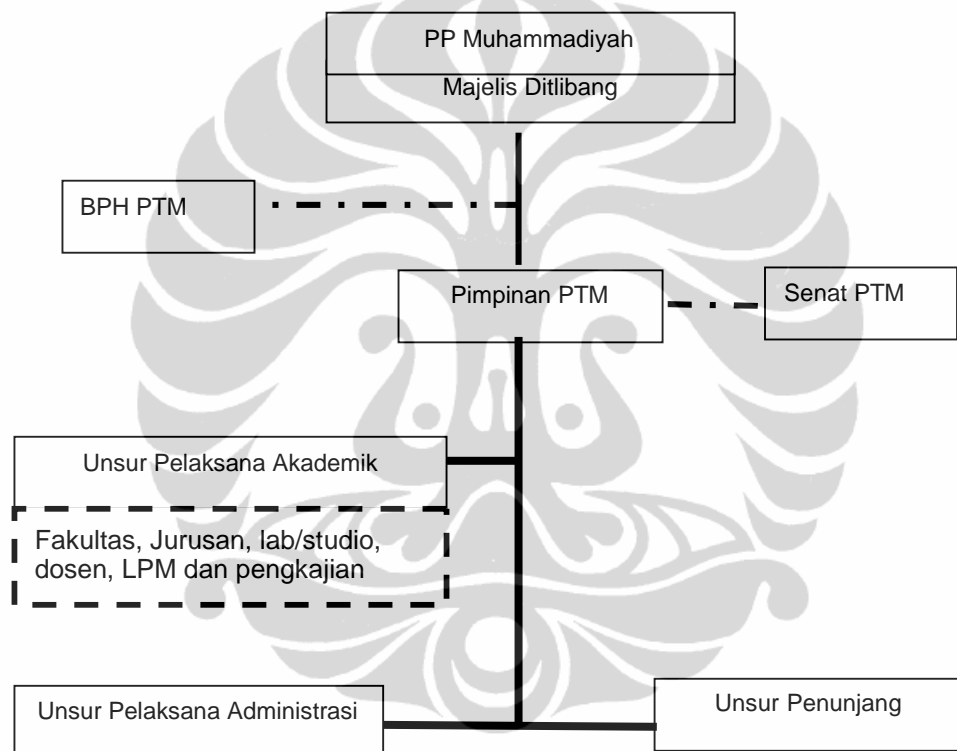 PP Muhammadiyah
Majelis Ditlibang
BPH PTM
Pimpinan PTM
Senat PTM
Unsur Pelaksana Akademik
Fakultas, Jurusan, lab/studio,
dosen, LPM dan pengkajian
Unsur Pelaksana Administrasi
Unsur Penunjang